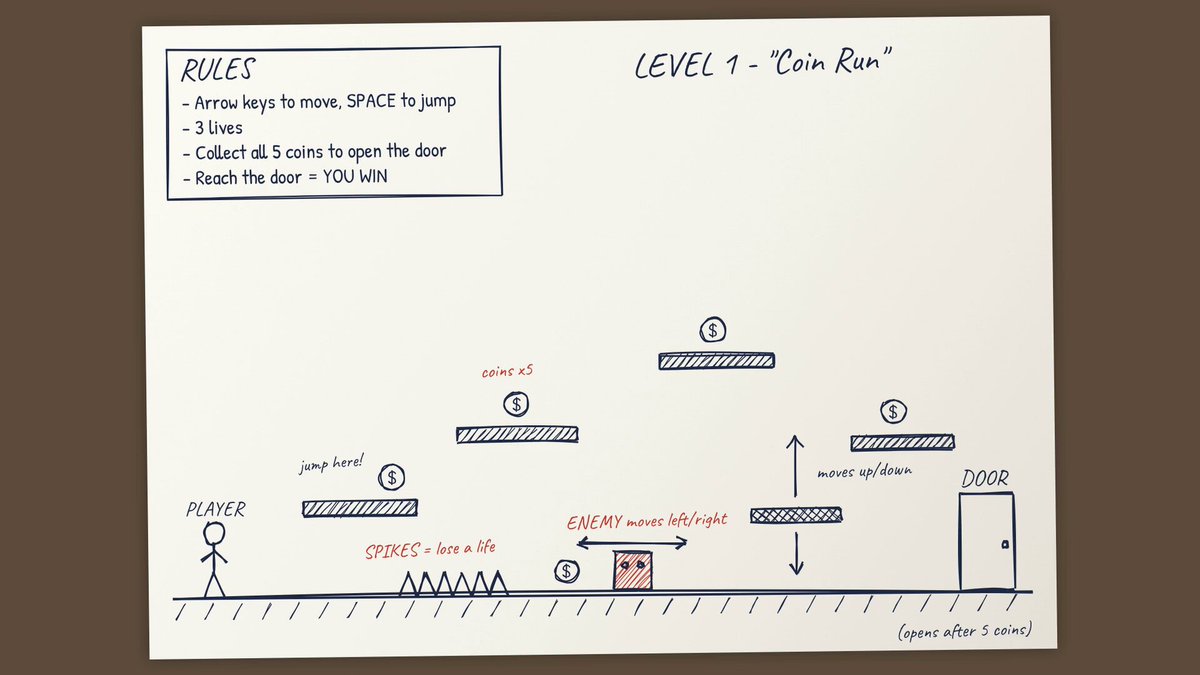 RULES
- Arrow keys to move, SPACE to jump
- 3 lives
- Collect all 5 coins to open the door
- Reach the door = YOU WIN
LEVEL 1 - "Coin Run"
$
coins x5
$
$
jump here!
$
moves up/down
PLAYER
DOOR
ENEMY moves left/right
SPIKES = lose a life
$
(opens after 5 coins)